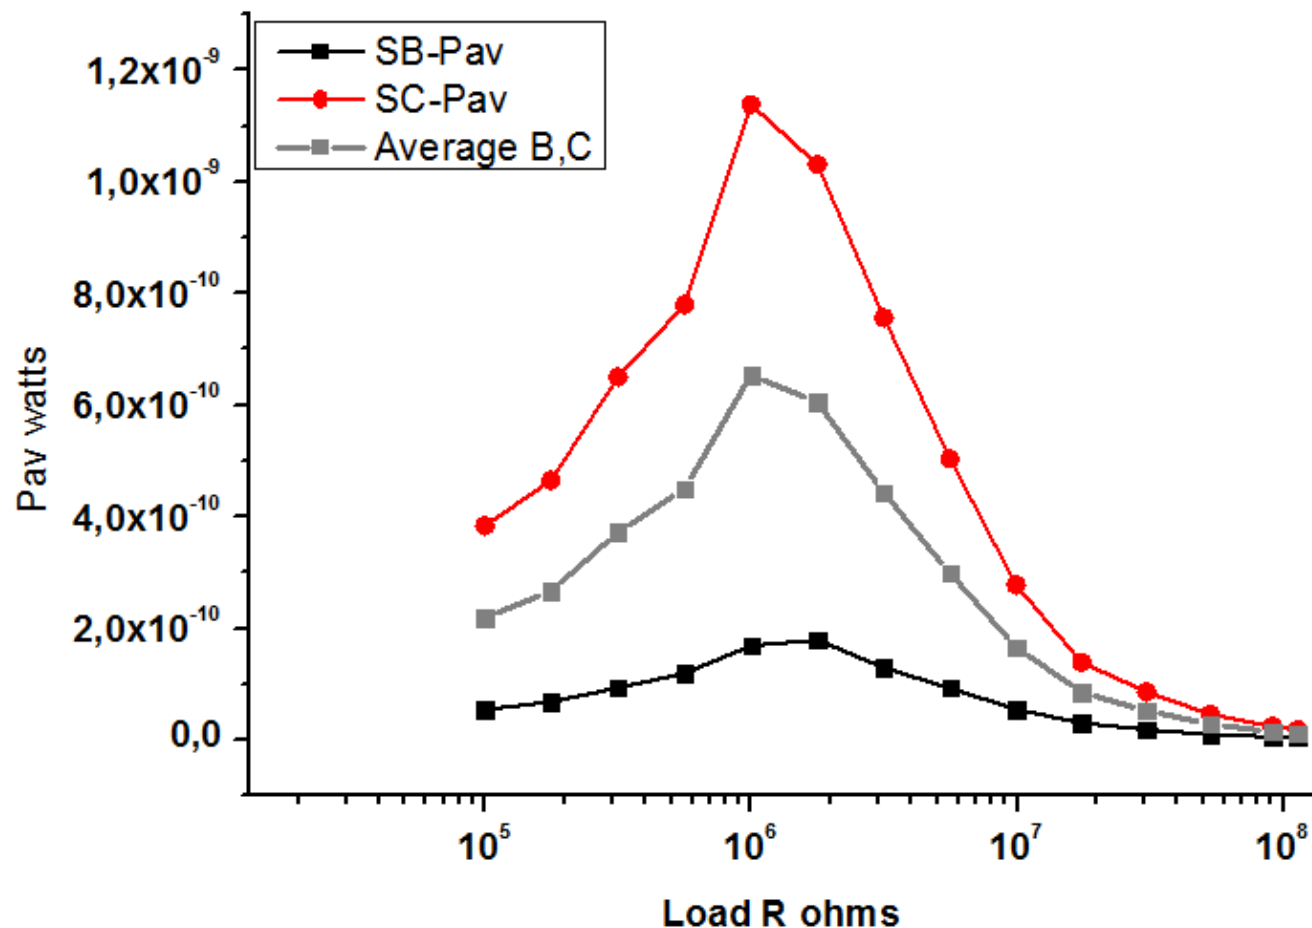 SB-Pav
SC-Pav
Average B,C
1,2x10⁻⁹
1,0x10⁻⁹
8,0x10⁻¹⁰
6,0x10⁻¹⁰
4,0x10⁻¹⁰
2,0x10⁻¹⁰
0,0
Pav watts
10⁵ 10⁶ 10⁷ 10⁸
Load R ohms